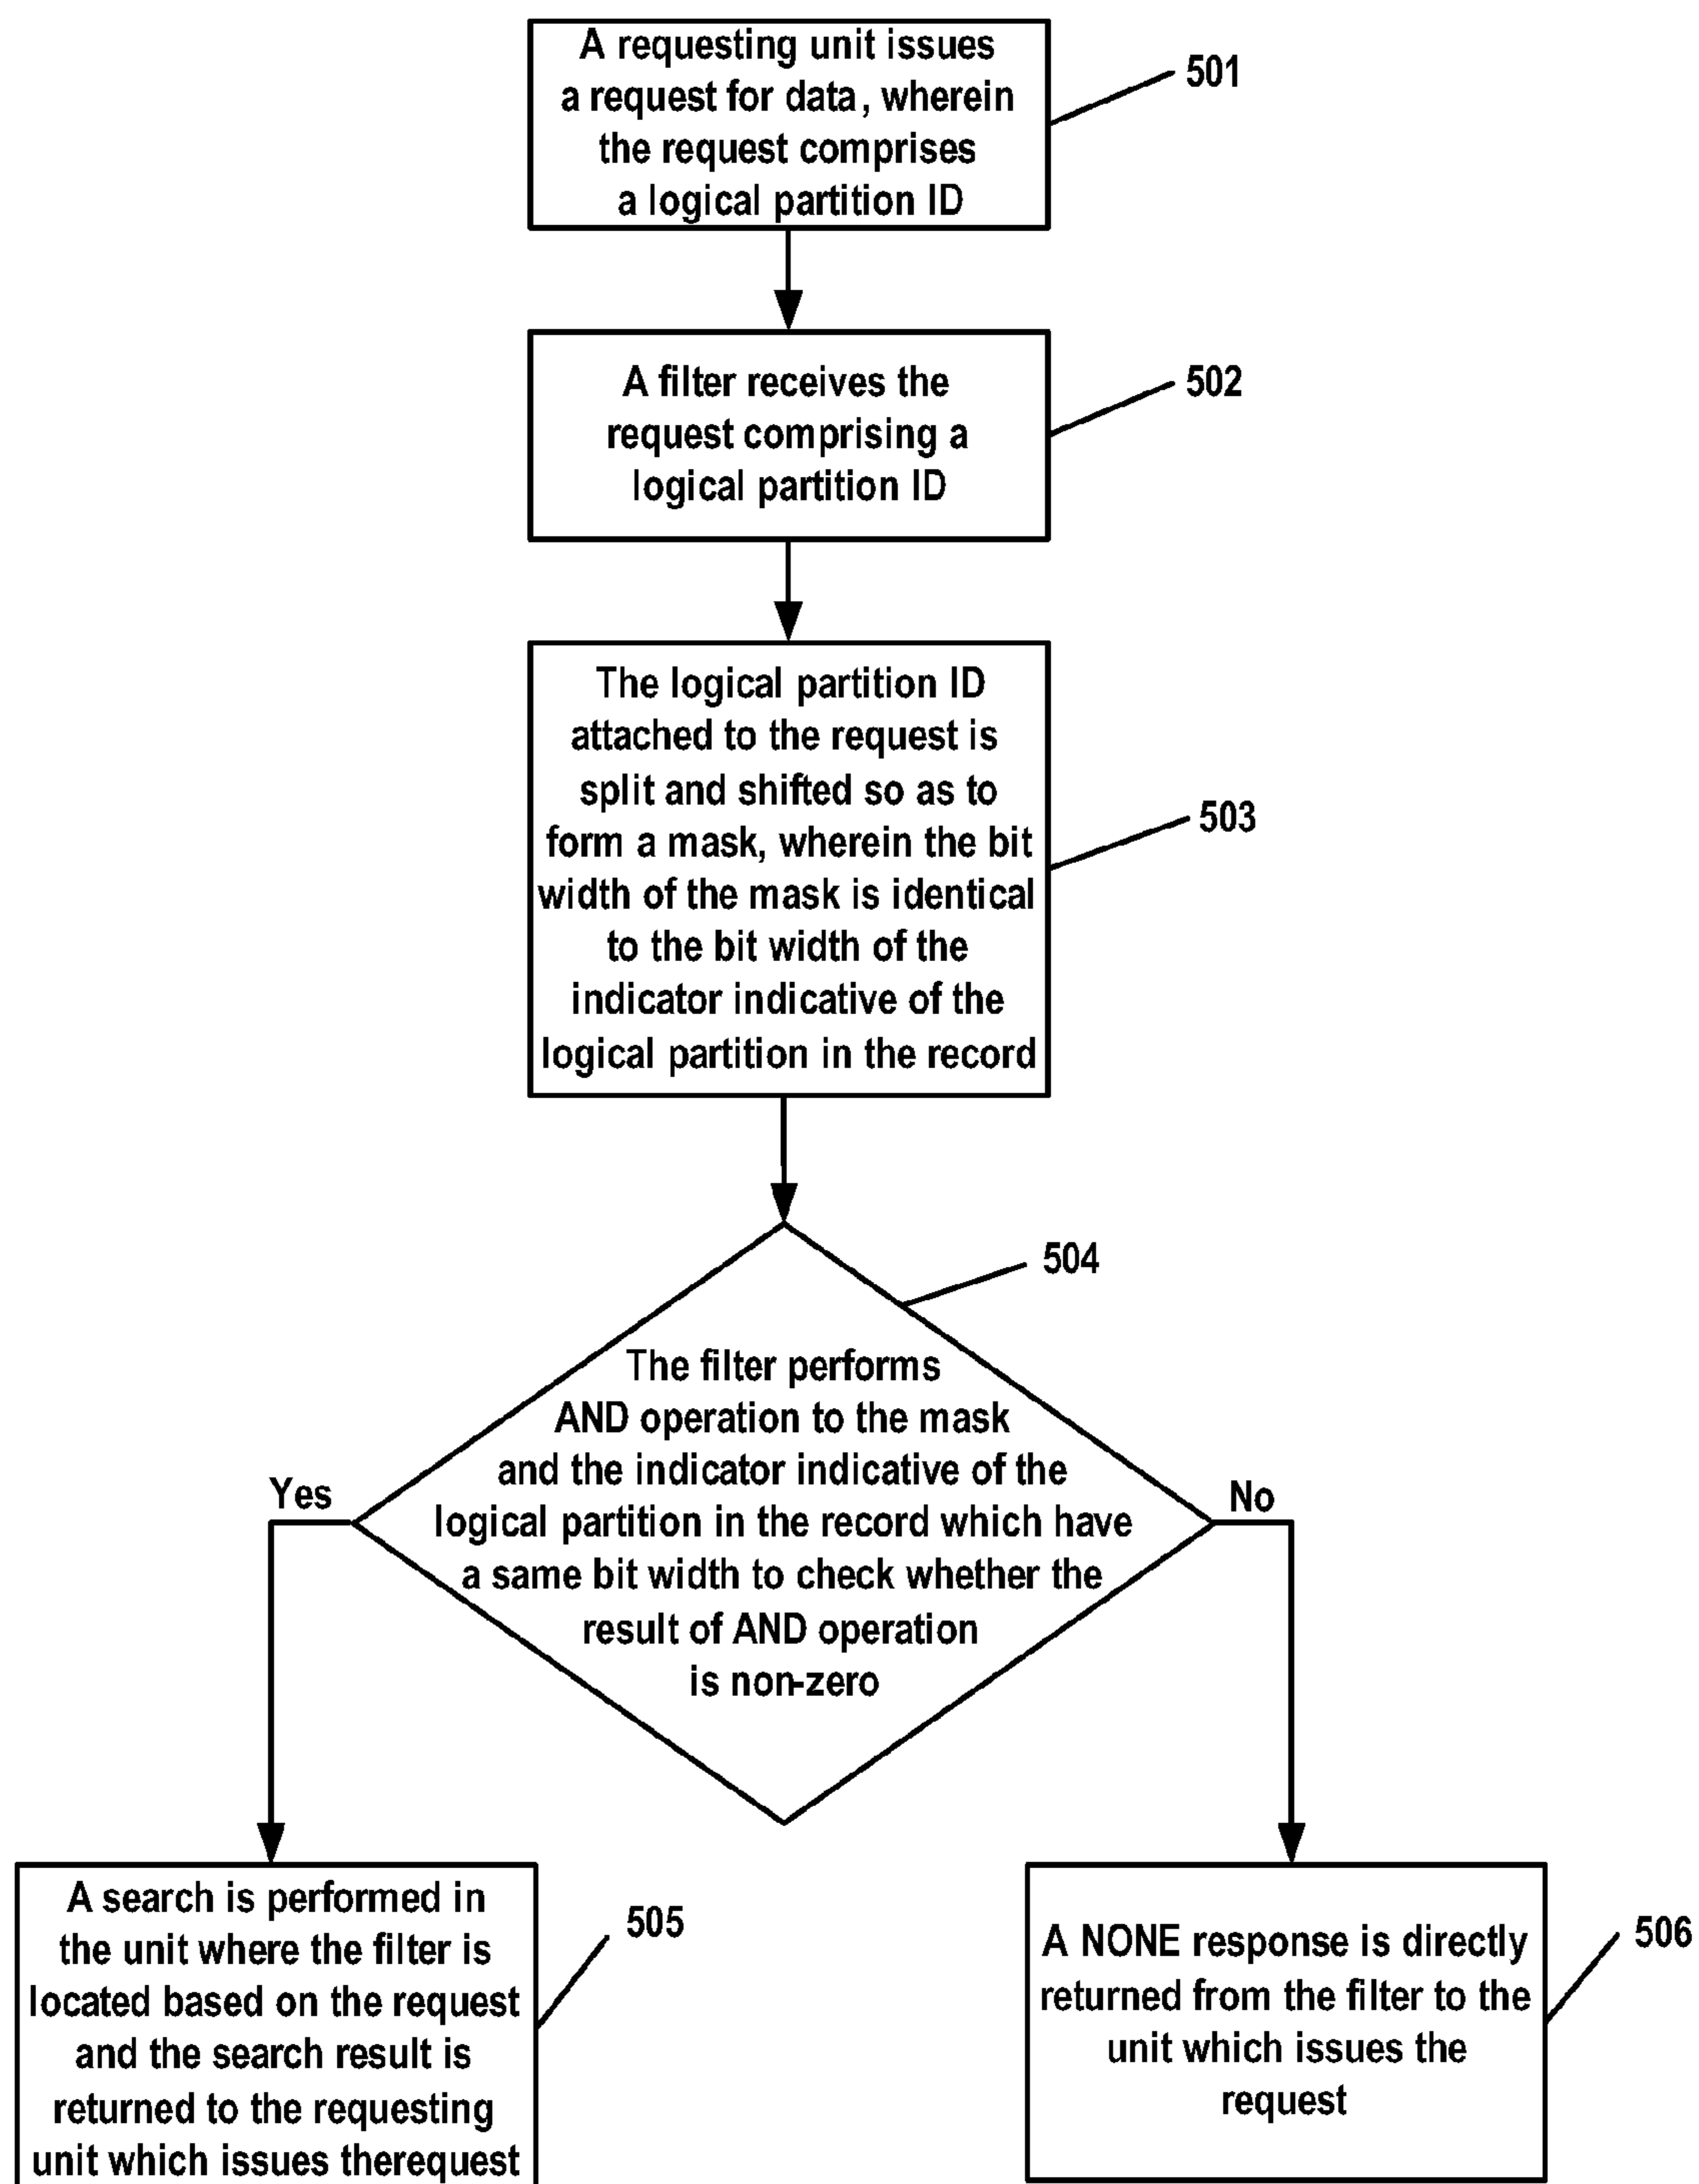 A requesting unit issues
a request for data, wherein
the request comprises
a logical partition ID
501
A filter receives the
request comprising a
logical partition ID
502
The logical partition ID
attached to the request is
split and shifted so as to
form a mask, wherein the bit
width of the mask is identical
to the bit width of the
indicator indicative of the
logical partition in the record
503
504
The filter performs
AND operation to the mask
and the indicator indicative of the
logical partition in the record which have
a same bit width to check whether the
result of AND operation
is non-zero
Yes
No
A search is performed in
the unit where the filter is
located based on the request
and the search result is
returned to the requesting
unit which issues therequest
505
A NONE response is directly
returned from the filter to the
unit which issues the
request
506